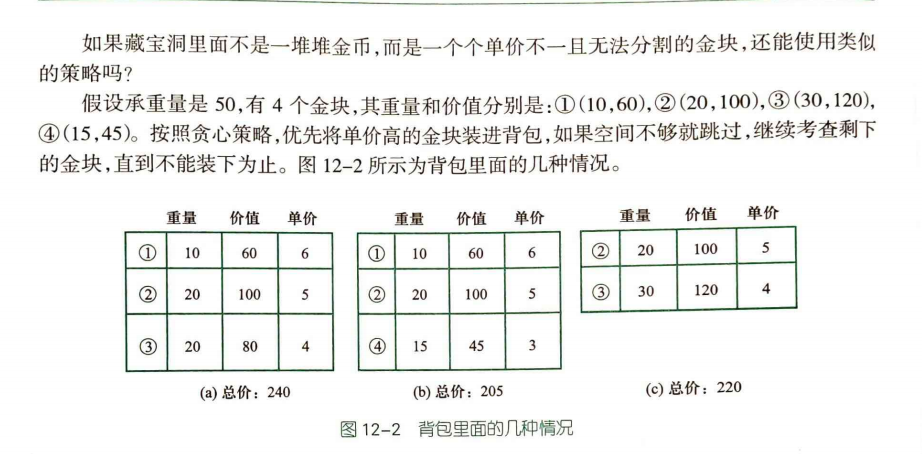 如果藏宝洞里面不是一堆堆金币,而是一个个单价不一且无法分割的金块,还能使用类似
的策略吗?
假设承重量是 50,有 4 个金块,其重量和价值分别是:①(10,60),②(20,100),③(30,120),
④(15,45)。按照贪心策略,优先将单价高的金块装进背包,如果空间不够就跳过,继续考查剩下
的金块,直到不能装下为止。图 12-2 所示为背包里面的几种情况。
重量 价值 单价
① 10 60 6
② 20 100 5
③ 20 80 4
(a) 总价：240
重量 价值 单价
① 10 60 6
② 20 100 5
④ 15 45 3
(b) 总价：205
重量 价值 单价
② 20 100 5
③ 30 120 4
(c) 总价：220
图 12-2 背包里面的几种情况